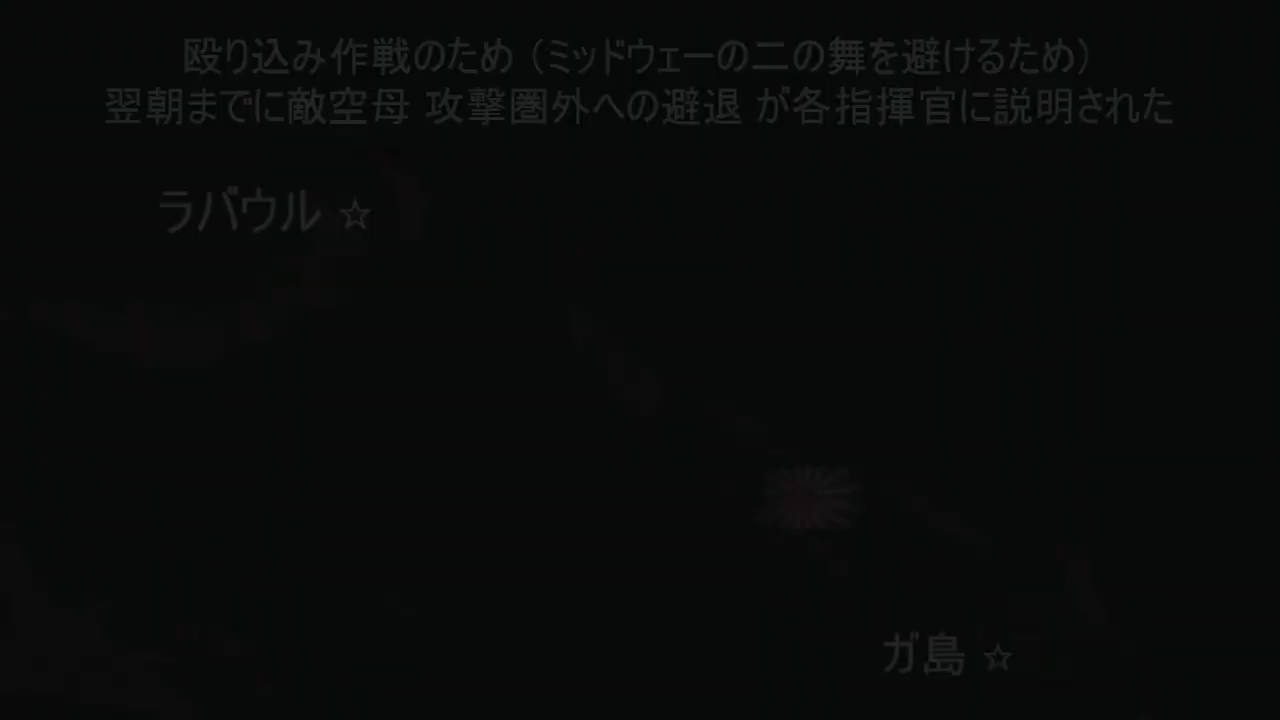 殴り込み作戦のため（ミッドウェーの二の舞を避けるため）
翌朝までに敵空母 攻撃圏外への避退 が各指揮官に説明された
ラバウル ☆
ガ島 ☆